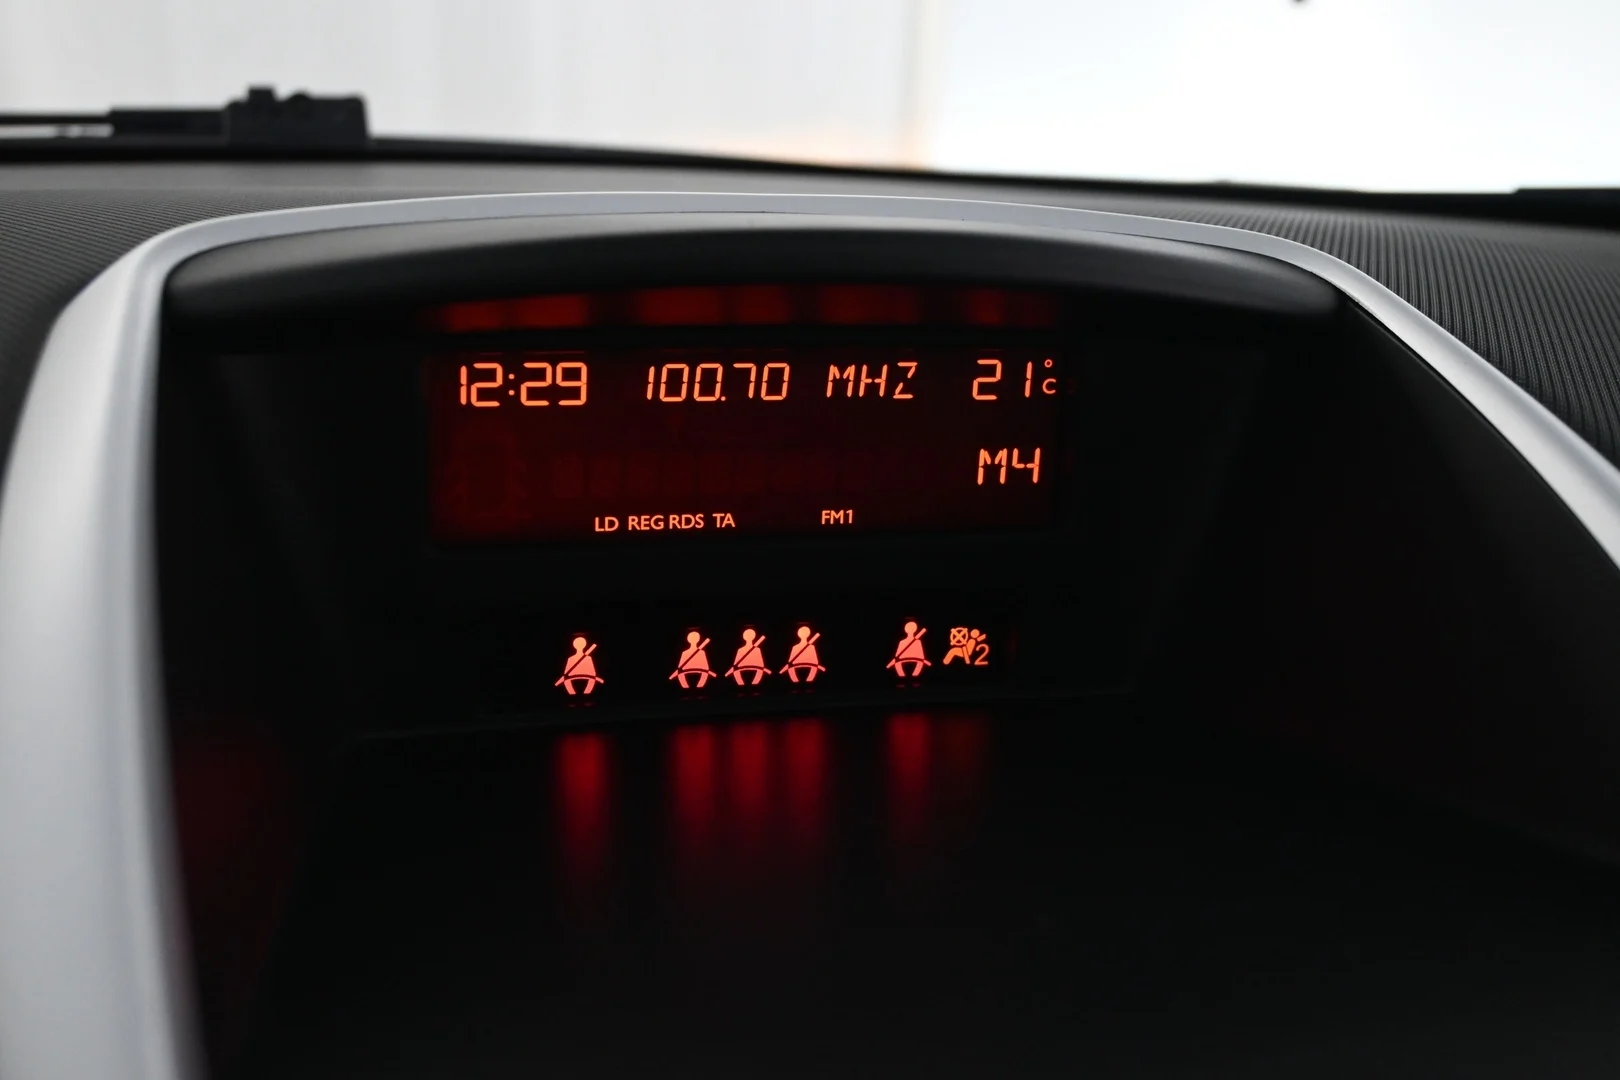 12:29 100.70 MHZ 21°C
M4
LD REG RDS TA FM1
2